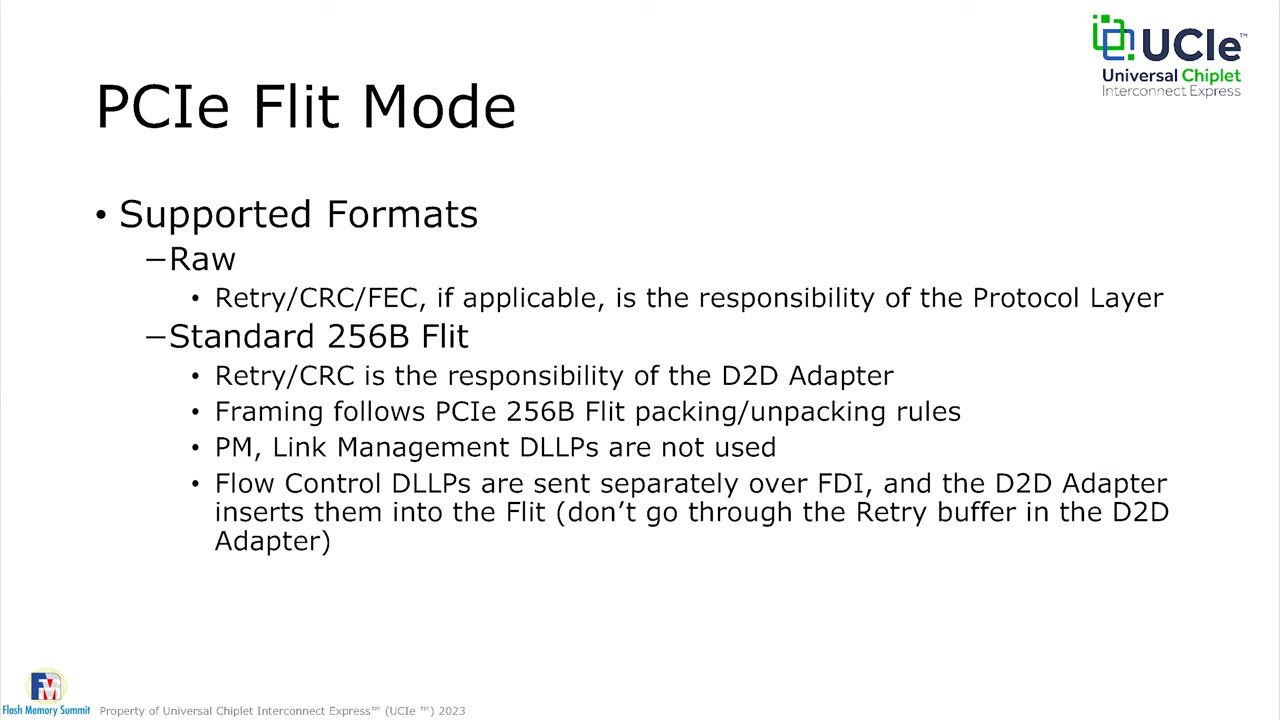 UCIe™
Universal Chiplet
Interconnect Express
PCIe Flit Mode
• Supported Formats
–Raw
• Retry/CRC/FEC, if applicable, is the responsibility of the Protocol Layer
–Standard 256B Flit
• Retry/CRC is the responsibility of the D2D Adapter
• Framing follows PCIe 256B Flit packing/unpacking rules
• PM, Link Management DLLPs are not used
• Flow Control DLLPs are sent separately over FDI, and the D2D Adapter
inserts them into the Flit (don’t go through the Retry buffer in the D2D
Adapter)
FMS
Flash Memory Summit
Property of Universal Chiplet Interconnect Express™ (UCIe ™) 2023